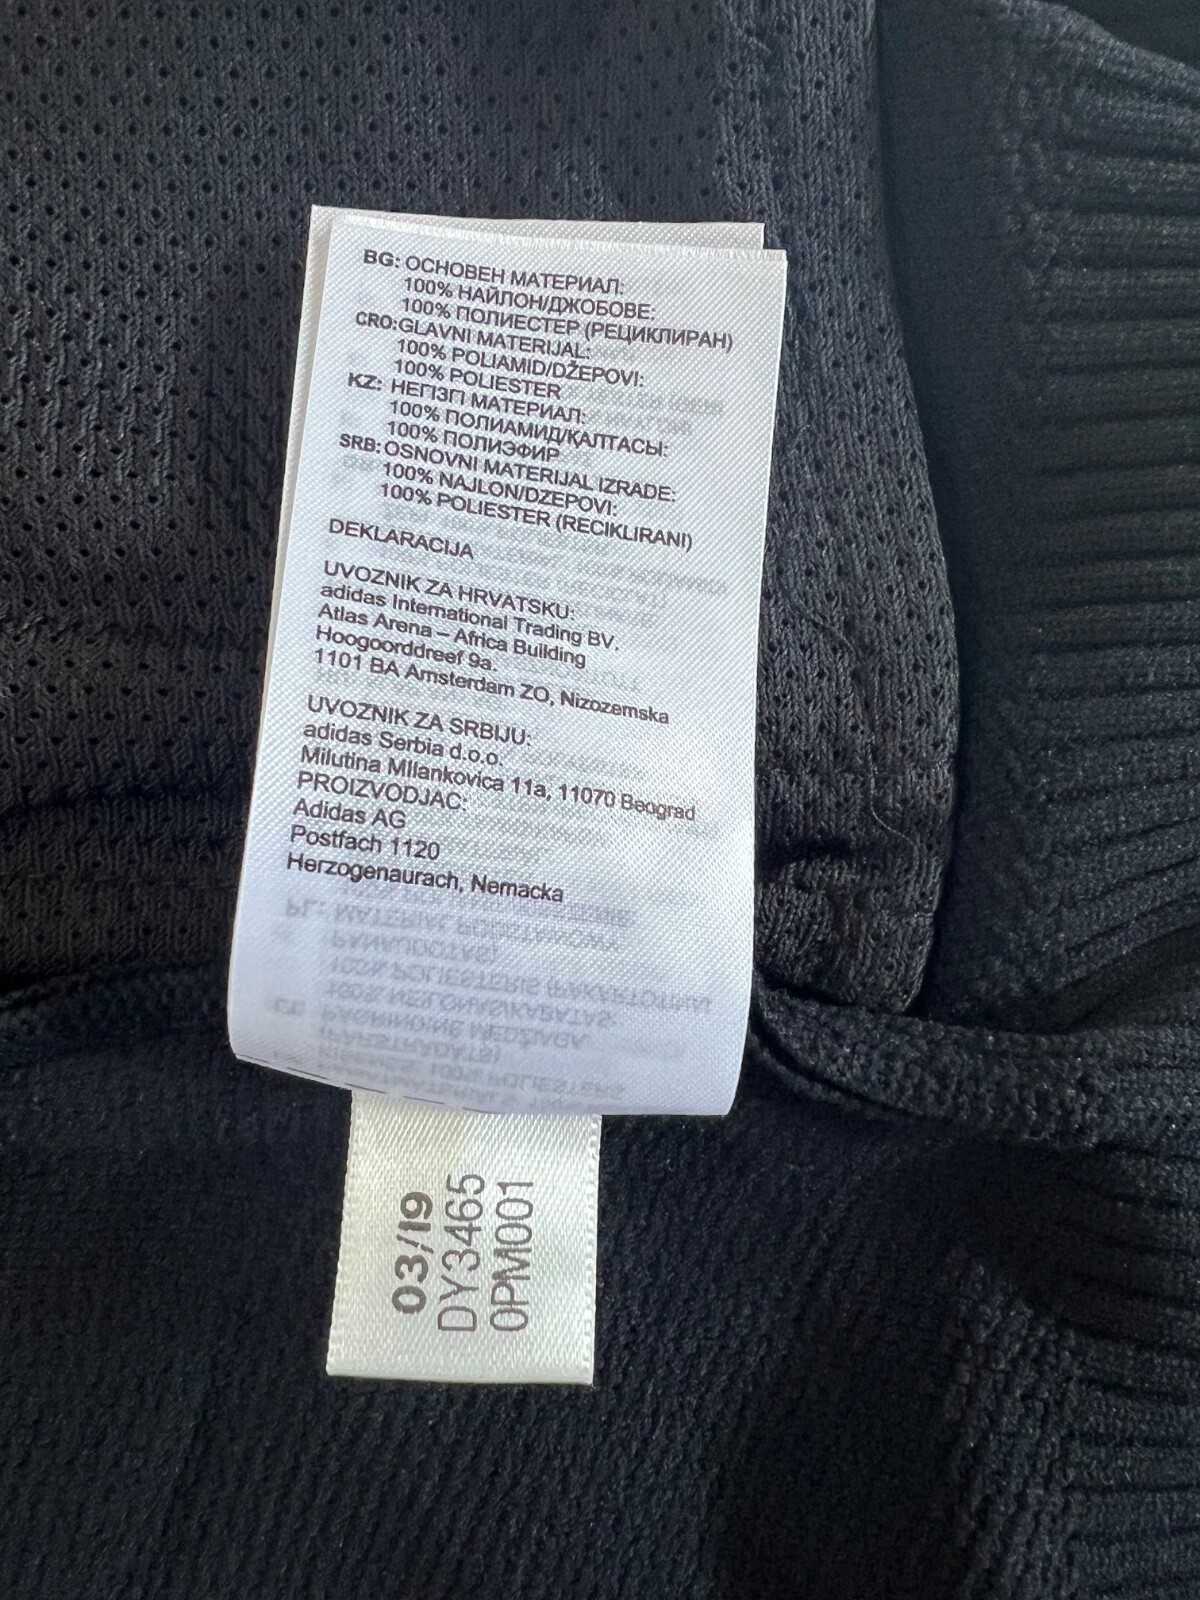 BG: ОСНОВЕН МАТЕРИАЛ:
100% НАЙЛОН/ДЖОБОВЕ:
100% ПОЛИЕСТЕР (РЕЦИКЛИРАН)
CRO:GLAVNI MATERIJAL:
100% POLIAMID/DŽEPOVI:
100% POLIESTER
KZ: НЕГІЗГІ МАТЕРИАЛ:
100% ПОЛИАМИД/ҚАЛТАСЫ:
100% ПОЛИЭФИР
SRB: OSNOVNI MATERIJAL IZRADE:
100% NAJLON/DZEPOVI:
100% POLIESTER (RECIKLIRANI)
DEKLARACIJA
UVOZNIK ZA HRVATSKU:
adidas International Trading BV.
Atlas Arena – Africa Building
Hoogoorddreef 9a.
1101 BA Amsterdam ZO, Nizozemska
UVOZNIK ZA SRBIJU:
adidas Serbia d.o.o.
Milutina MIlankovica 11a, 11070 Beograd
PROIZVODJAC:
Adidas AG
Postfach 1120
Herzogenaurach, Nemacka
03/19
DY3465
0PM001